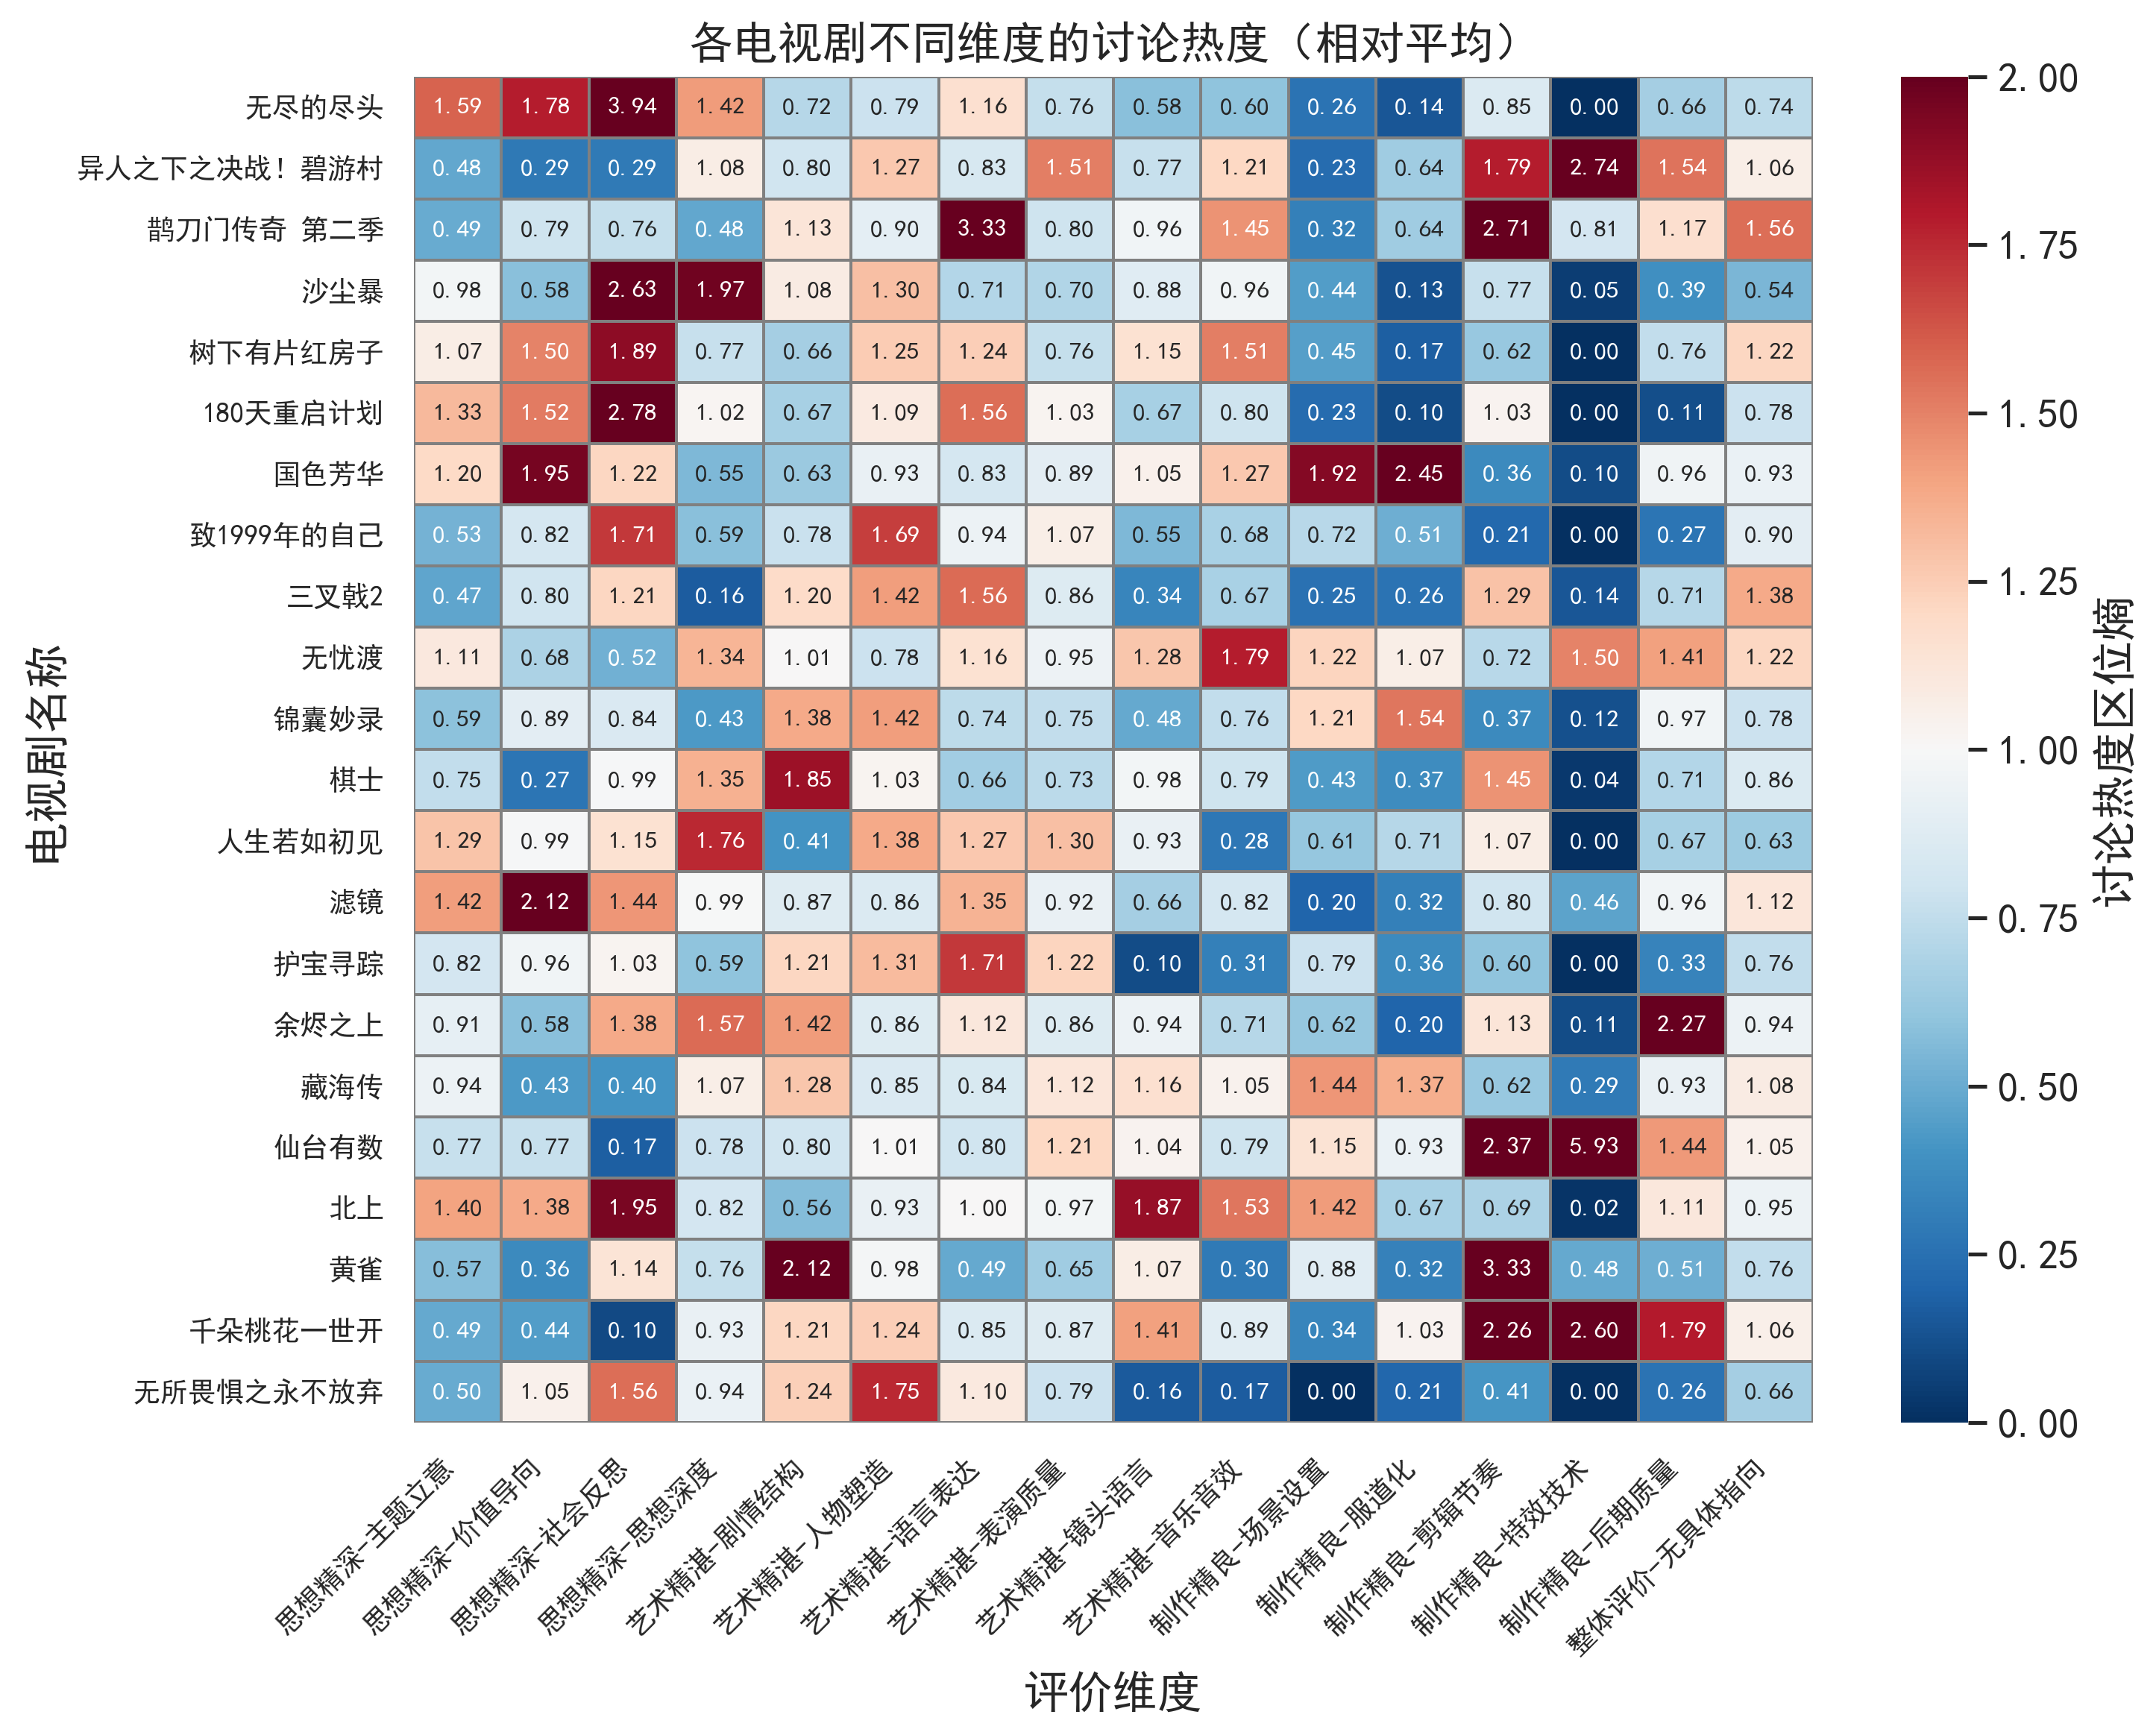 各电视剧不同维度的讨论热度（相对平均）
无尽的尽头 1.59 1.78 3.94 1.42 0.72 0.79 1.16 0.76 0.58 0.60 0.26 0.14 0.85 0.00 0.66 0.74
异人之下之决战！碧游村 0.48 0.29 0.29 1.08 0.80 1.27 0.83 1.51 0.77 1.21 0.23 0.64 1.79 2.74 1.54 1.06
鹊刀门传奇 第二季 0.49 0.79 0.76 0.48 1.13 0.90 3.33 0.80 0.96 1.45 0.32 0.64 2.71 0.81 1.17 1.56
沙尘暴 0.98 0.58 2.63 1.97 1.08 1.30 0.71 0.70 0.88 0.96 0.44 0.13 0.77 0.05 0.39 0.54
树下有片红房子 1.07 1.50 1.89 0.77 0.66 1.25 1.24 0.76 1.15 1.51 0.45 0.17 0.62 0.00 0.76 1.22
180天重启计划 1.33 1.52 2.78 1.02 0.67 1.09 1.56 1.03 0.67 0.80 0.23 0.10 1.03 0.00 0.11 0.78
国色芳华 1.20 1.95 1.22 0.55 0.63 0.93 0.83 0.89 1.05 1.27 1.92 2.45 0.36 0.10 0.96 0.93
致1999年的自己 0.53 0.82 1.71 0.59 0.78 1.69 0.94 1.07 0.55 0.68 0.72 0.51 0.21 0.00 0.27 0.90
三叉戟2 0.47 0.80 1.21 0.16 1.20 1.42 1.56 0.86 0.34 0.67 0.25 0.26 1.29 0.14 0.71 1.38
无忧渡 1.11 0.68 0.52 1.34 1.01 0.78 1.16 0.95 1.28 1.79 1.22 1.07 0.72 1.50 1.41 1.22
锦囊妙录 0.59 0.89 0.84 0.43 1.38 1.42 0.74 0.75 0.48 0.76 1.21 1.54 0.37 0.12 0.97 0.78
棋士 0.75 0.27 0.99 1.35 1.85 1.03 0.66 0.73 0.98 0.79 0.43 0.37 1.45 0.04 0.71 0.86
人生若如初见 1.29 0.99 1.15 1.76 0.41 1.38 1.27 1.30 0.93 0.28 0.61 0.71 1.07 0.00 0.67 0.63
滤镜 1.42 2.12 1.44 0.99 0.87 0.86 1.35 0.92 0.66 0.82 0.20 0.32 0.80 0.46 0.96 1.12
护宝寻踪 0.82 0.96 1.03 0.59 1.21 1.31 1.71 1.22 0.10 0.31 0.79 0.36 0.60 0.00 0.33 0.76
余烬之上 0.91 0.58 1.38 1.57 1.42 0.86 1.12 0.86 0.94 0.71 0.62 0.20 1.13 0.11 2.27 0.94
藏海传 0.94 0.43 0.40 1.07 1.28 0.85 0.84 1.12 1.16 1.05 1.44 1.37 0.62 0.29 0.93 1.08
仙台有数 0.77 0.77 0.17 0.78 0.80 1.01 0.80 1.21 1.04 0.79 1.15 0.93 2.37 5.93 1.44 1.05
北上 1.40 1.38 1.95 0.82 0.56 0.93 1.00 0.97 1.87 1.53 1.42 0.67 0.69 0.02 1.11 0.95
黄雀 0.57 0.36 1.14 0.76 2.12 0.98 0.49 0.65 1.07 0.30 0.88 0.32 3.33 0.48 0.51 0.76
千朵桃花一世开 0.49 0.44 0.10 0.93 1.21 1.24 0.85 0.87 1.41 0.89 0.34 1.03 2.26 2.60 1.79 1.06
无所畏惧之永不放弃 0.50 1.05 1.56 0.94 1.24 1.75 1.10 0.79 0.16 0.17 0.00 0.21 0.41 0.00 0.26 0.66
电视剧名称
思想精深-主题立意
思想精深-价值导向
思想精深-社会反思
思想精深-思想深度
艺术精湛-剧情结构
艺术精湛-人物塑造
艺术精湛-语言表达
艺术精湛-表演质量
艺术精湛-镜头语言
艺术精湛-音乐音效
制作精良-场景设置
制作精良-服道化
制作精良-剪辑节奏
制作精良-特效技术
制作精良-后期质量
整体评价-无具体指向
评价维度
2.00
1.75
1.50
1.25
1.00
0.75
0.50
0.25
0.00
讨论热度区位熵